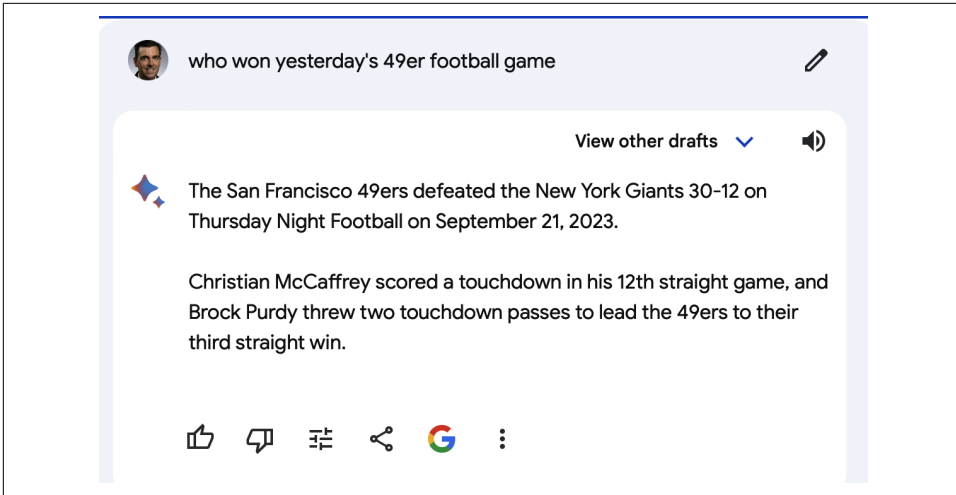 who won yesterday's 49er football game
View other drafts
The San Francisco 49ers defeated the New York Giants 30-12 on
Thursday Night Football on September 21, 2023.
Christian McCaffrey scored a touchdown in his 12th straight game, and
Brock Purdy threw two touchdown passes to lead the 49ers to their
third straight win.